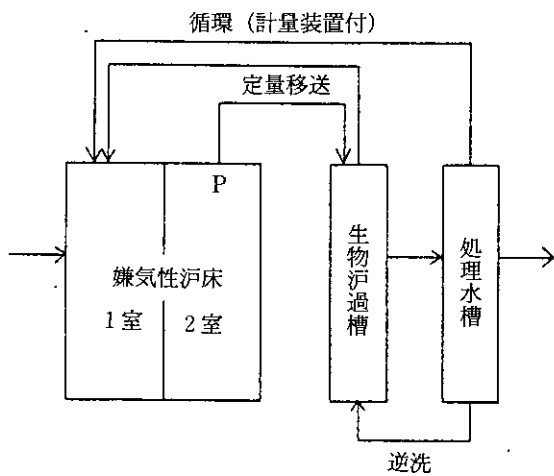 循環（計量装置付）
定量移送
P
嫌気性沪床
1室 2室
生物沪過槽
処理水槽
逆洗